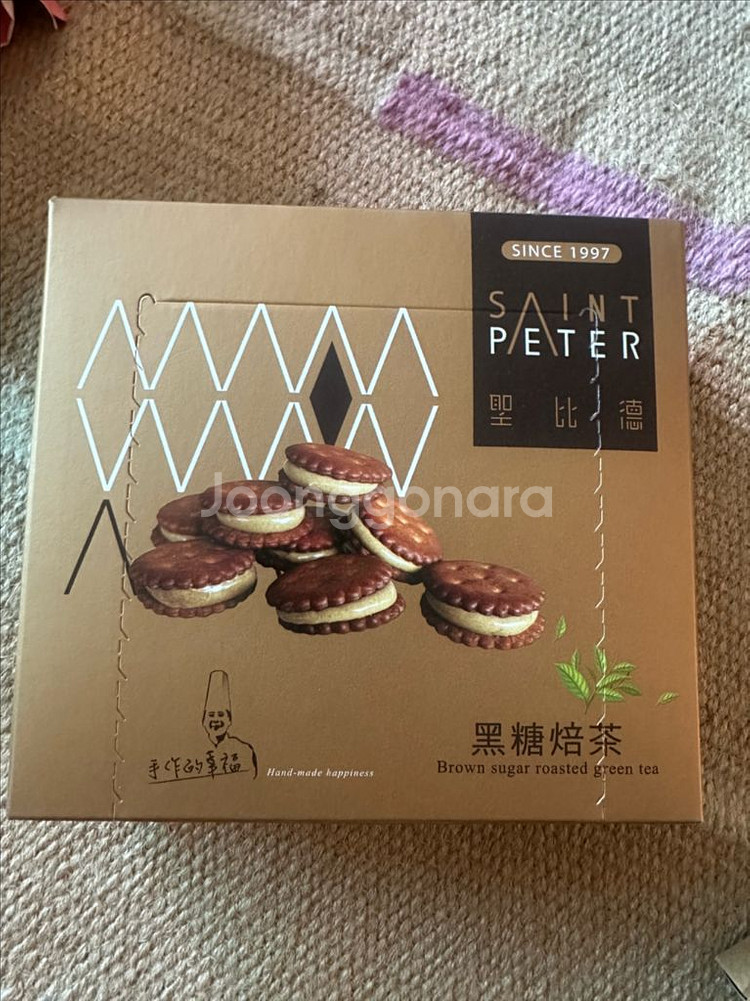 SINCE 1997
SAINT
PETER
聖比德
Joonggonara
黑糖焙茶
Brown sugar roasted green tea
手作的幸福
Hand-made happiness